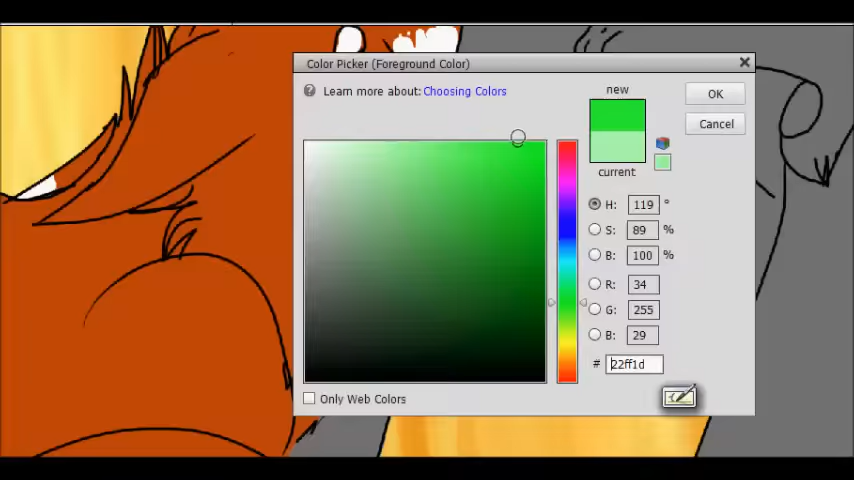 Color Picker (Foreground Color)
Learn more about: Choosing Colors
new
OK
Cancel
current
H: 119 °
S: 89 %
B: 100 %
R: 34
G: 255
B: 29
# 22ff1d
Only Web Colors